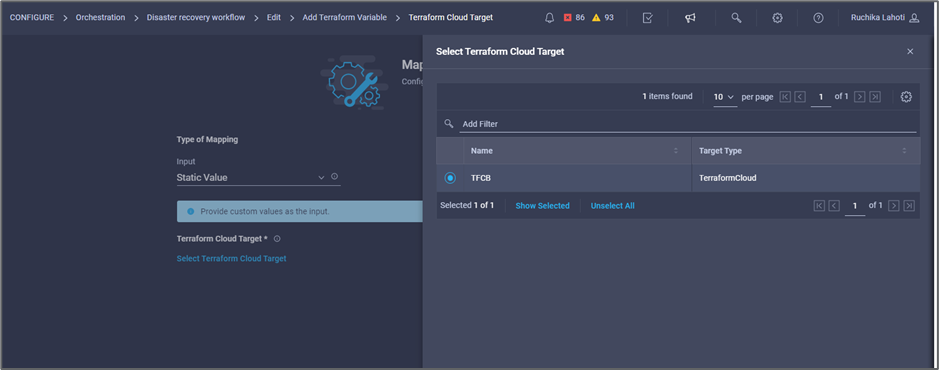 CONFIGURE > Orchestration > Disaster recovery workflow > Edit > Add Terraform Variable > Terraform Cloud Target 86 93 Ruchika Lahoti
Map
Config
Type of Mapping
Input
Static Value
Provide custom values as the input.
Terraform Cloud Target *
Select Terraform Cloud Target
Select Terraform Cloud Target
1 items found 10 per page 1 of 1
Add Filter
Name Target Type
TFCB TerraformCloud
Selected 1 of 1 Show Selected Unselect All 1 of 1